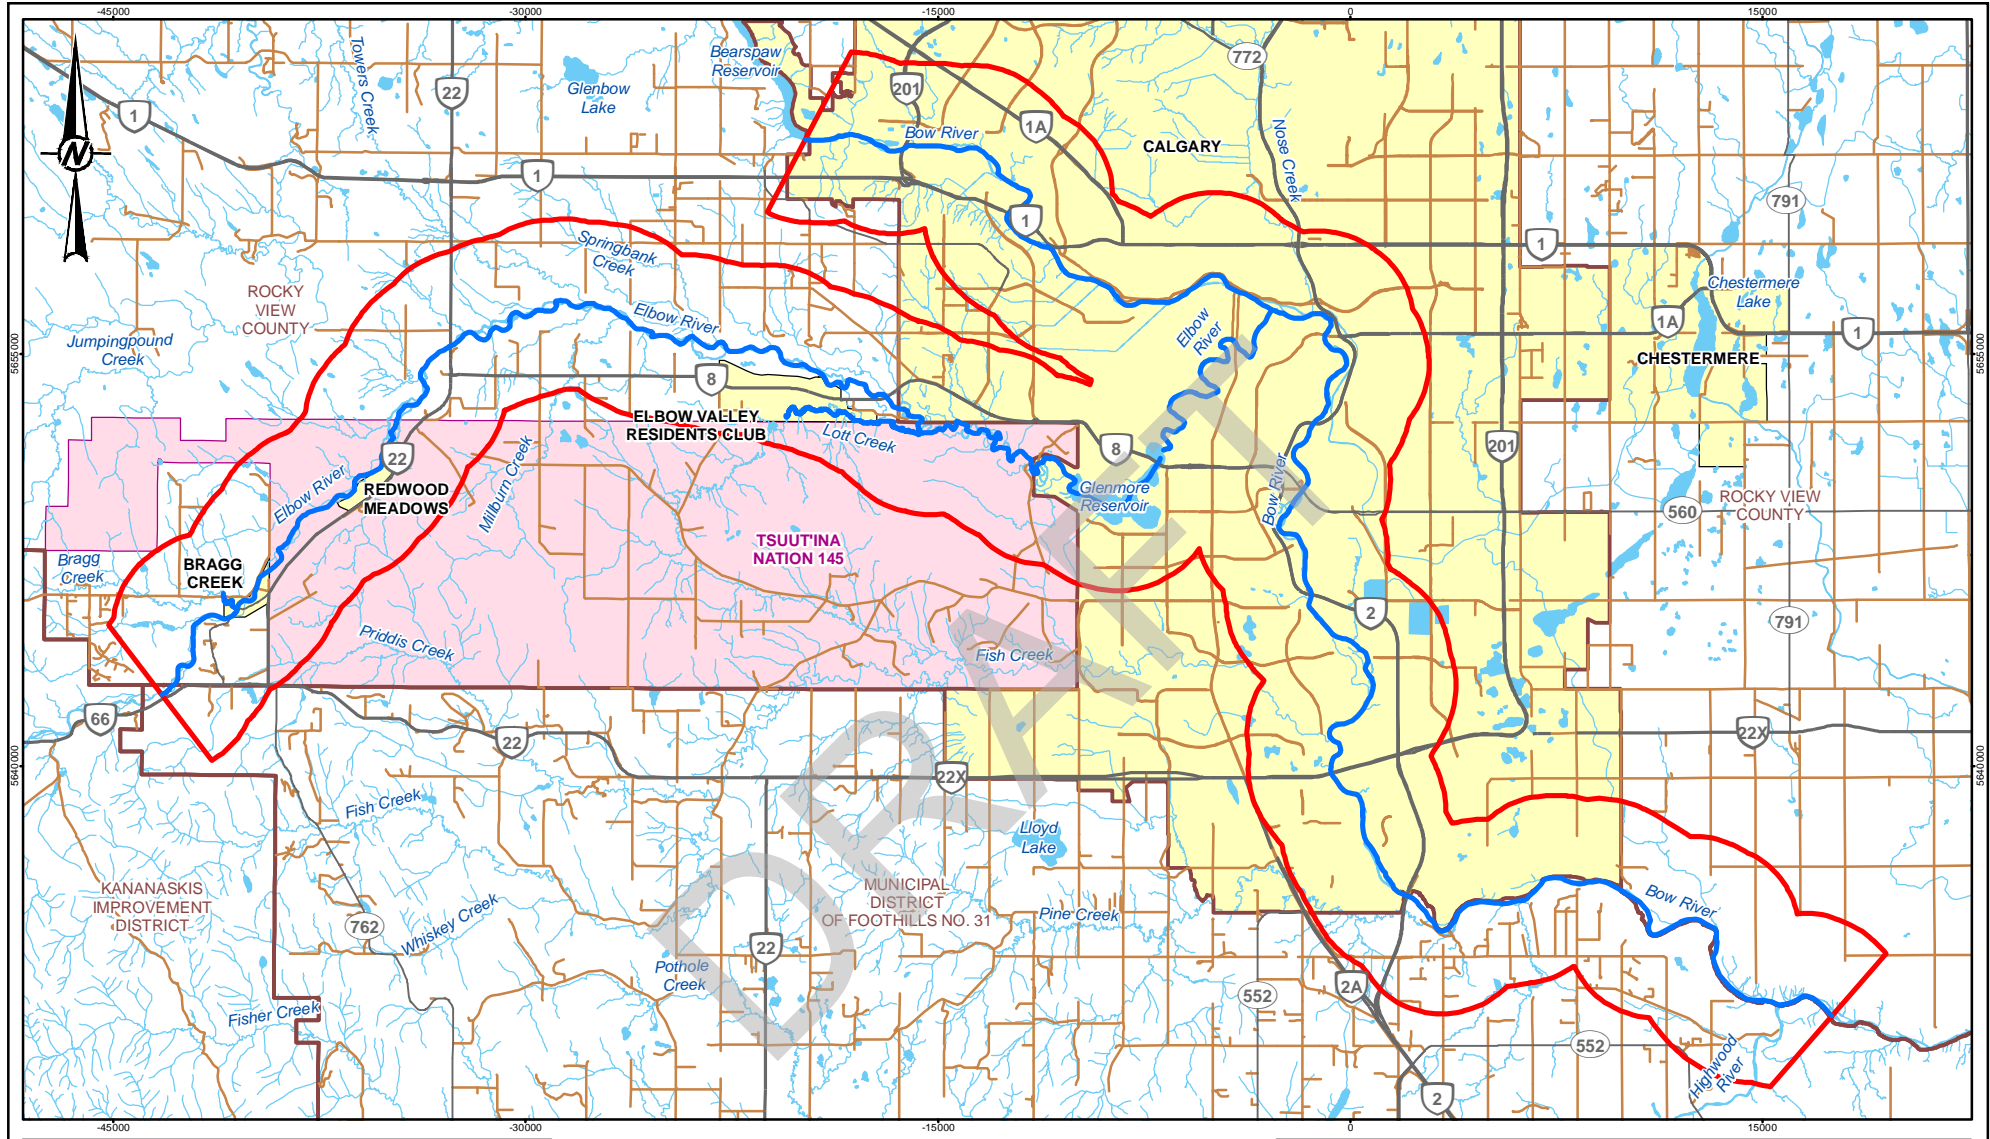 -45000
-30000
-15000
0
15000
Towers Creek
Bearspaw
Reservoir
772
22
Glenbow
Lake
201
1
1A
Bow River
CALGARY
Nose Creek
N
1
791
1
Springbank
Creek
1
ROCKY
VIEW
COUNTY
Chestermere
Lake
Elbow River
Elbow
River
1A
1
Jumpingpound
Creek
5655000
5655000
CHESTERMERE
8
ELBOW VALLEY
RESIDENTS CLUB
Lott Creek
8
201
22
Millburn Creek
Elbow River
REDWOOD
MEADOWS
Glenmore
Reservoir
Bow River
560
ROCKY VIEW
COUNTY
TSUUT'INA
NATION 145
Bragg
Creek
BRAGG
CREEK
2
791
Priddis Creek
Fish Creek
66
22
22X
22X
5640000
5640000
Fish Creek
Lloyd
Lake
DRAFT
KANANASKIS
IMPROVEMENT
DISTRICT
MUNICIPAL
DISTRICT
OF FOOTHILLS NO. 31
Bow River
762
Whiskey Creek
Pine Creek
22
Pothole
Creek
2A
552
Fisher Creek
552
Highwood
River
2
-45000
-30000
-15000
0
15000